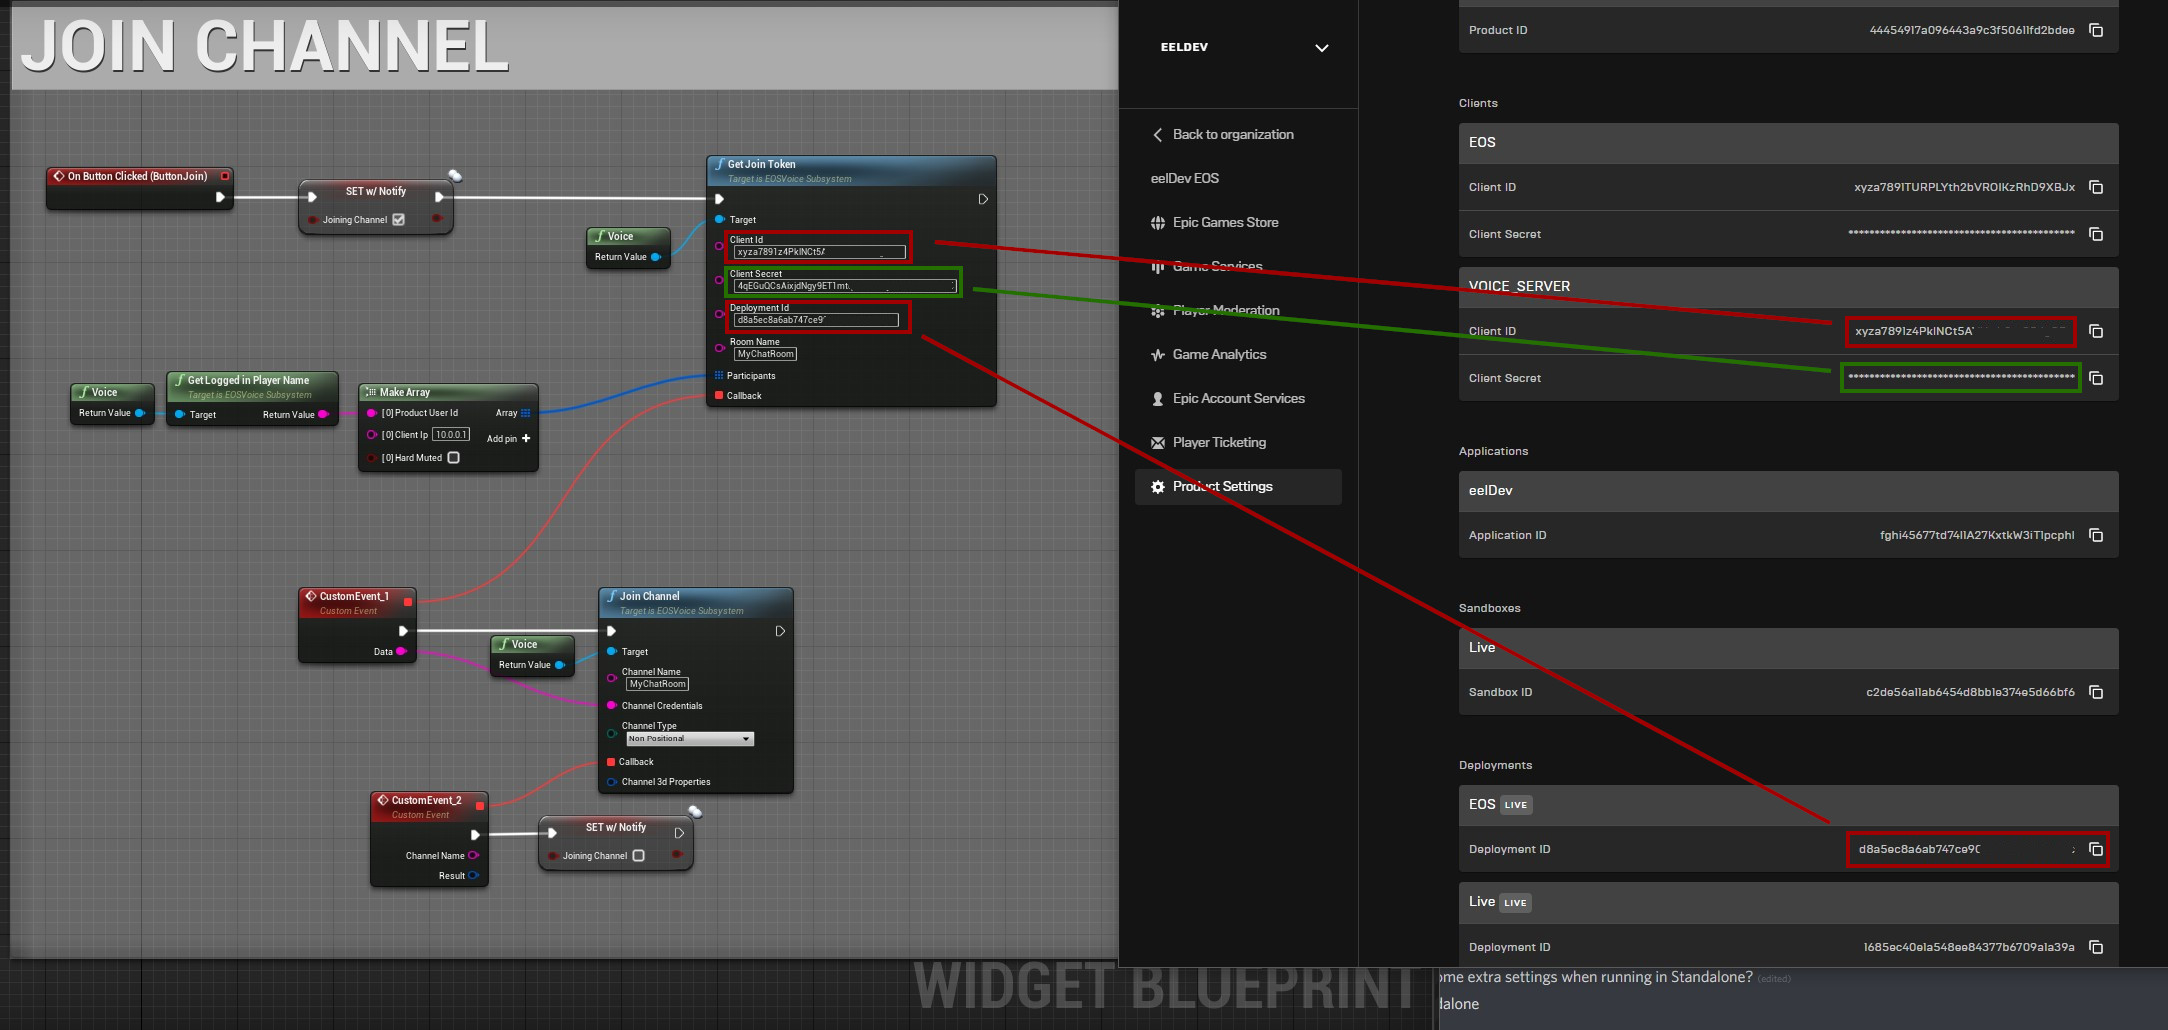 JOIN CHANNEL
On Button Clicked (ButtonJoin)
SET w/ Notify
Joining Channel
Voice
Return Value
Get Join Token
Target is EOSVoice Subsystem
Target
Client Id
xyza7891z4PkINCt5A
Client Secret
4qEGuQCsAixjdNgy9ET1mt
Deployment Id
d8a5ec8a6ab747ce9
Room Name
MyChatRoom
Participants
Callback
Voice
Return Value
Get Logged in Player Name
Target is EOSVoice Subsystem
Target Return Value
Make Array
[0] Product User Id Array
[0] Client Ip 10.0.0.1 Add pin +
[0] Hard Muted
CustomEvent_1
Custom Event
Data
Voice
Return Value
Join Channel
Target is EOSVoice Subsystem
Target
Channel Name
MyChatRoom
Channel Credentials
Channel Type
Non Positional
Callback
Channel 3d Properties
CustomEvent_2
Custom Event
Channel Name
Result
SET w/ Notify
Joining Channel
WIDGET BLUEPRINT
EELDEV
Back to organization
eelDev EOS
Epic Games Store
Game Services
Player Moderation
Game Analytics
Epic Account Services
Player Ticketing
Product Settings
Product ID 44454917a096443a9c3f50611fd2bdee
Clients
EOS
Client ID xyza7891TURPLYth2bVROIKzRhD9XBJx
Client Secret *******************************************
VOICE_SERVER
Client ID xyza7891z4PkINCt5A
Client Secret *******************************************
Applications
eelDev
Application ID fghi45677td74llA27KxtkW3iTlpcphl
Sandboxes
Live
Sandbox ID c2de56a11ab6454d8bb1e374e5d66bf6
Deployments
EOS LIVE
Deployment ID d8a5ec8a6ab747ce9
Live LIVE
Deployment ID 1685ec40e1a548ee84377b6709a1a39a
ome extra settings when running in Standalone? (edited)
dalone